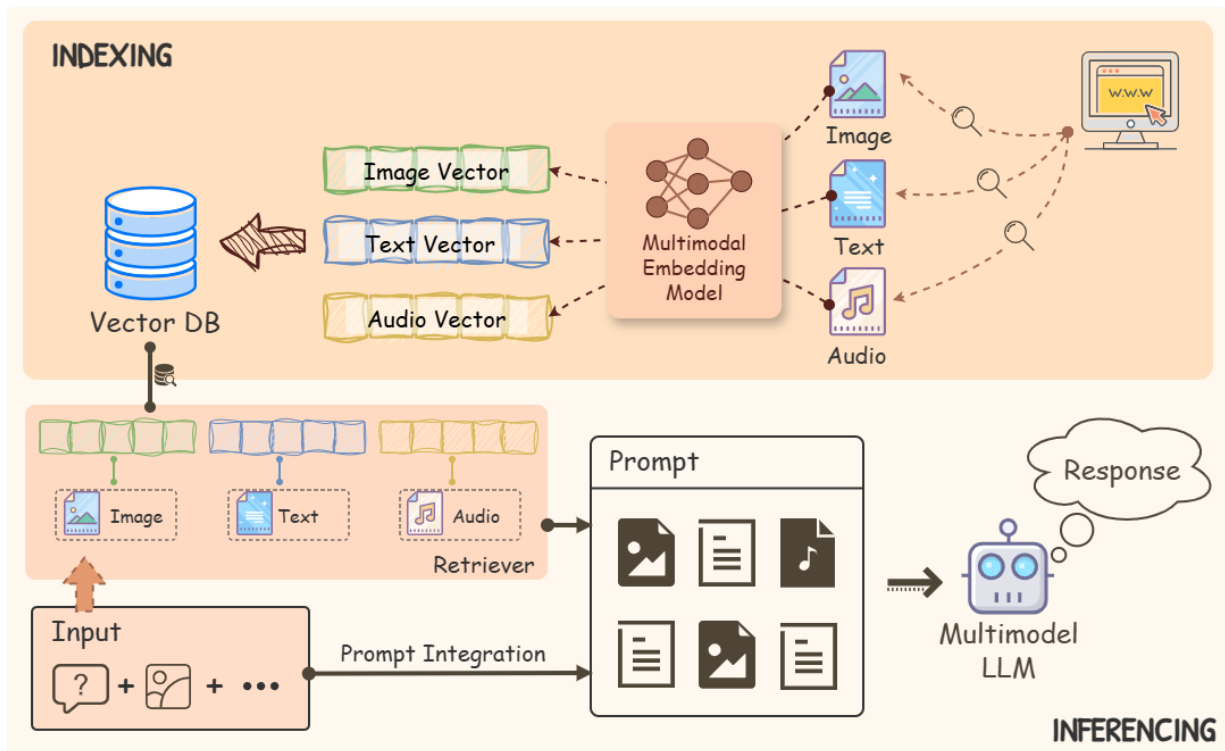 INDEXING
W.W.W
Image
Text
Audio
Multimodal
Embedding
Model
Image Vector
Text Vector
Audio Vector
Vector DB
Image
Text
Audio
Retriever
Input
?
+
+
...
Prompt Integration
Prompt
Response
Multimodel
LLM
INFERENCING